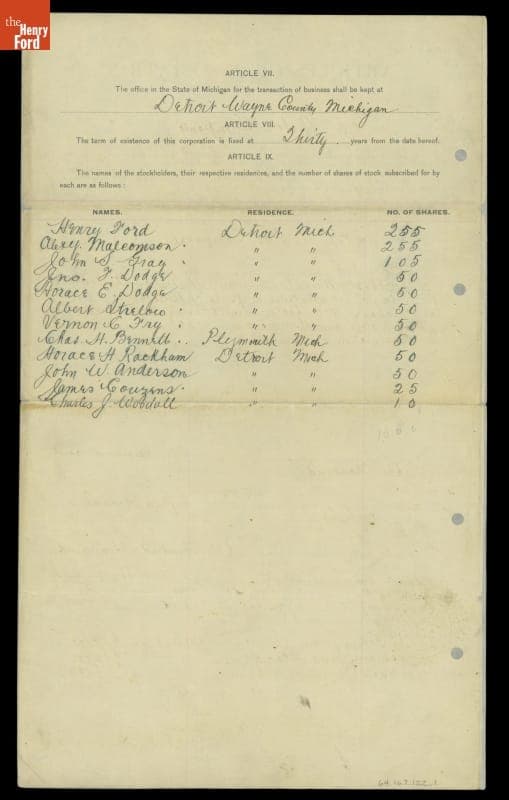 the
Henry
Ford
ARTICLE VII.
The office in the State of Michigan for the transaction of business shall be kept at
Detroit Wayne County, Michigan
ARTICLE VIII.
The term of existence of this corporation is fixed at Thirty years from the date hereof.
ARTICLE IX.
The names of the stockholders, their respective residences, and the number of shares of stock subscribed for by
each are as follows:
NAMES. RESIDENCE. NO. OF SHARES.
Henry Ford Detroit Mich 255
Alex Y. Malcomson " " 255
John S. Gray " " 105
Jno. F. Dodge " " 50
Horace E. Dodge " " 50
Albert Strelow " " 50
Vernon C. Fry " " 50
Chas. H. Bennett Plymouth Mich 50
Horace H Rackham Detroit Mich 50
John W. Anderson " " 50
James Couzens " " 25
Charles J. Woodall " " 10
64.167.122.1